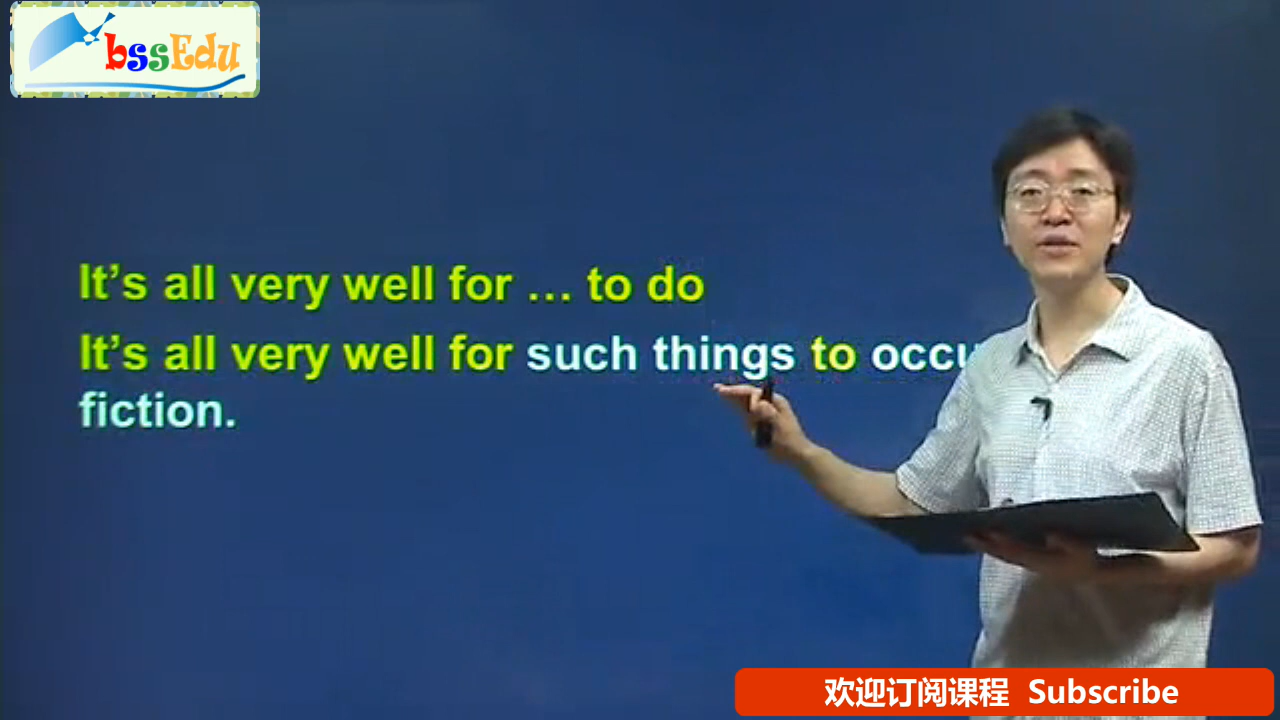 bssEdu
It's all very well for … to do
It's all very well for such things to occu
fiction.
欢迎订阅课程 Subscribe